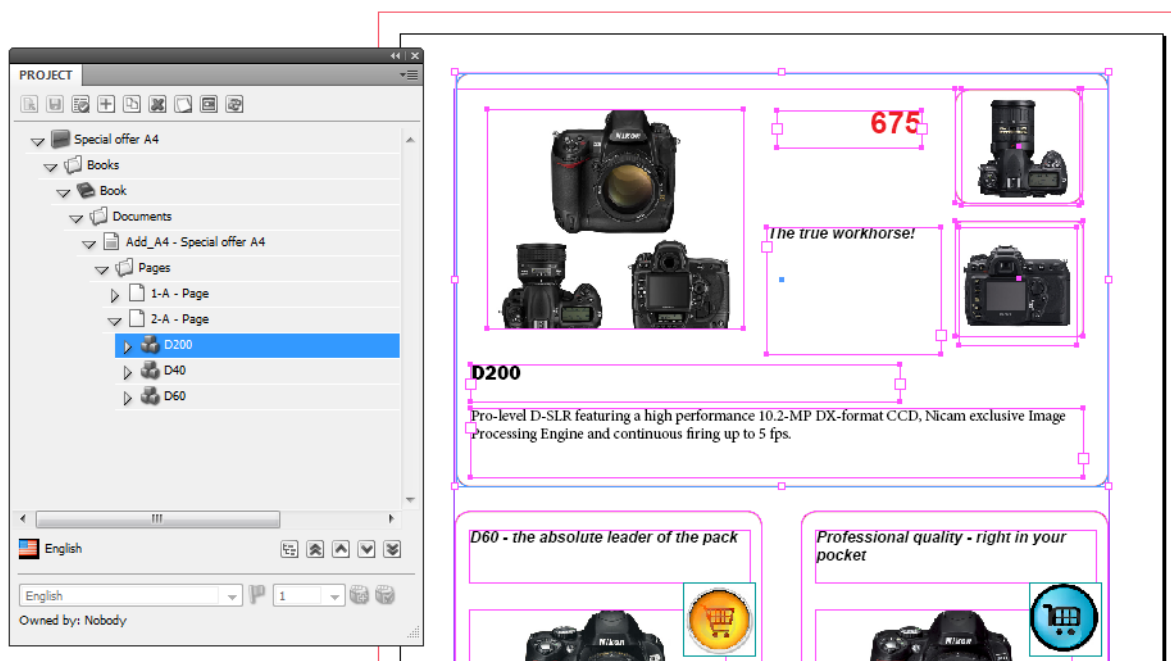 PROJECT
Special offer A4
Books
Book
Documents
Add_A4 - Special offer A4
Pages
1-A - Page
2-A - Page
D200
D40
D60
English
English
1
Owned by: Nobody
Nikon
675
The true workhorse!
D200
Pro-level D-SLR featuring a high performance 10.2-MP DX-format CCD, Nicam exclusive Image
Processing Engine and continuous firing up to 5 fps.
D60 - the absolute leader of the pack
Nikon
Professional quality - right in your
pocket
Nikon